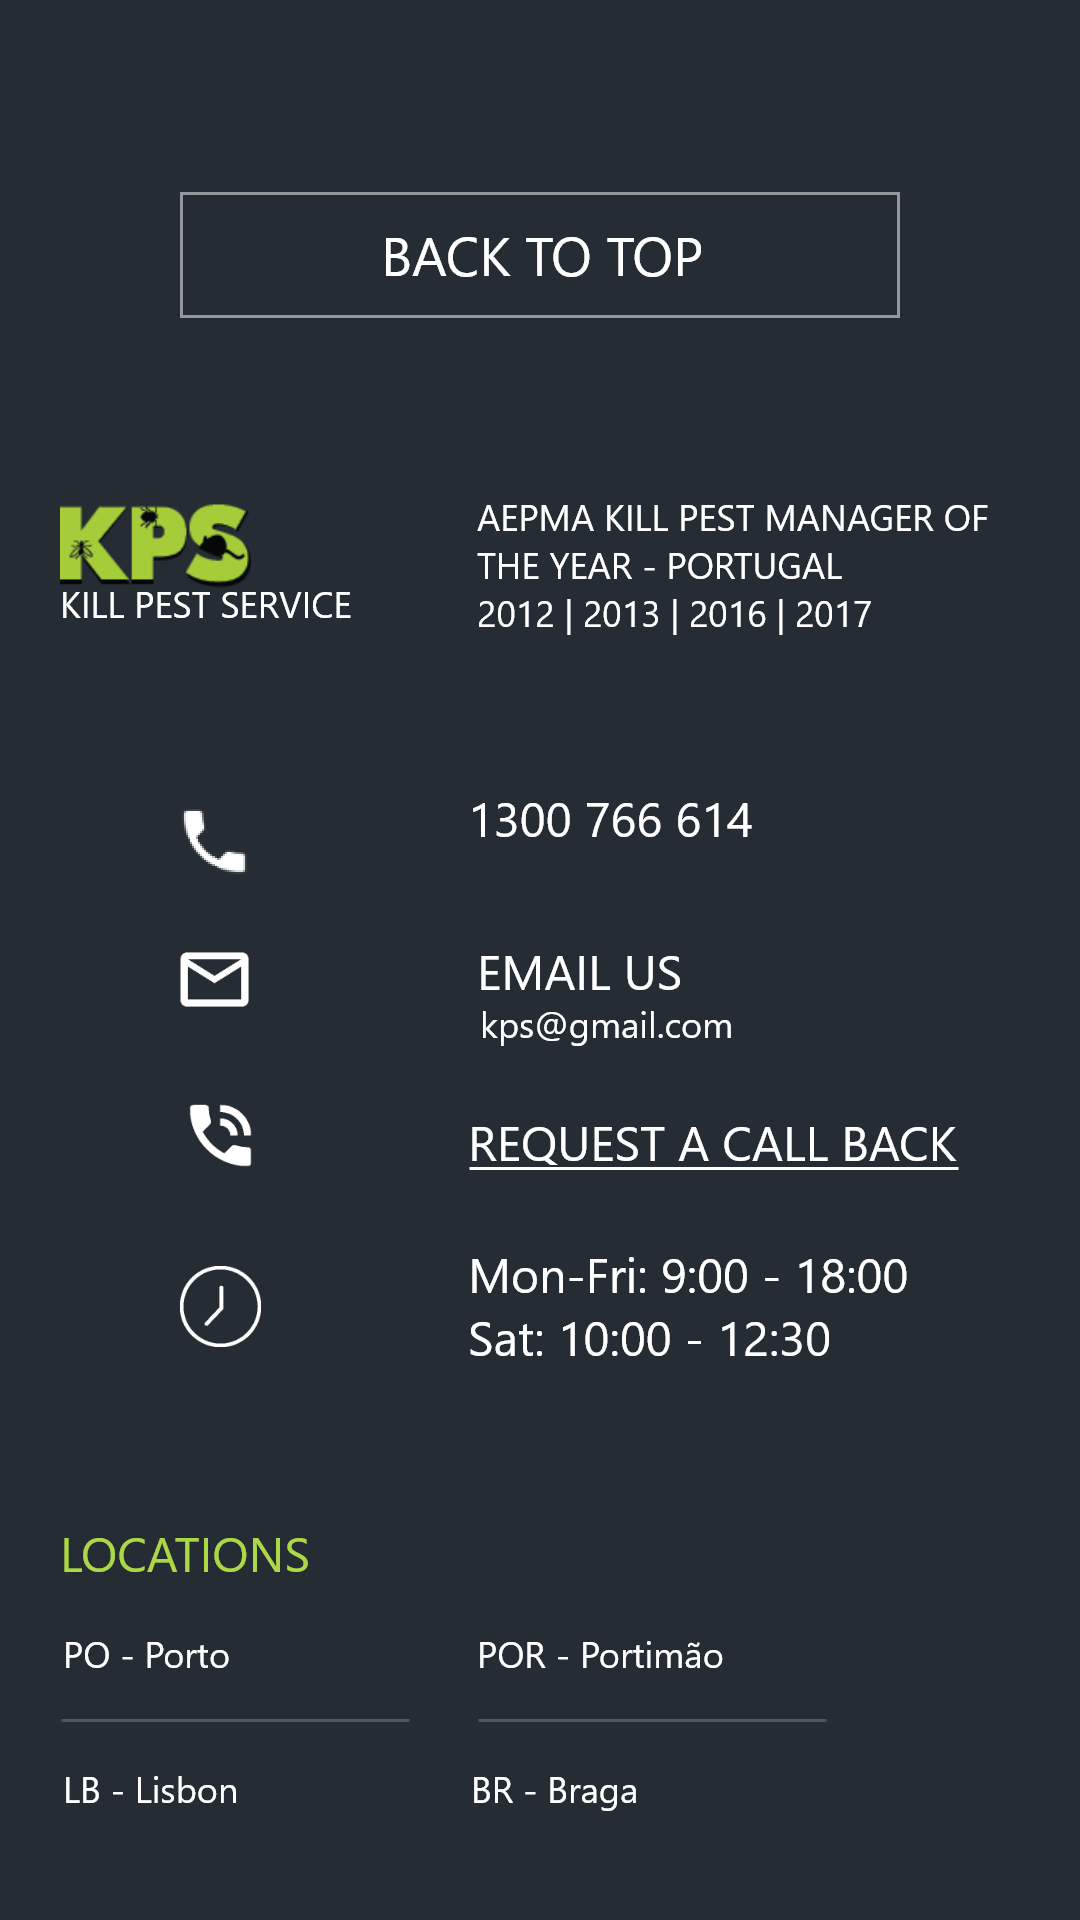 BACK TO TOP
KPS
KILL PEST SERVICE
AEPMA KILL PEST MANAGER OF
THE YEAR - PORTUGAL
2012 | 2013 | 2016 | 2017
1300 766 614
EMAIL US
kps@gmail.com
REQUEST A CALL BACK
Mon-Fri: 9:00 - 18:00
Sat: 10:00 - 12:30
LOCATIONS
PO - Porto
POR - Portimão
LB - Lisbon
BR - Braga